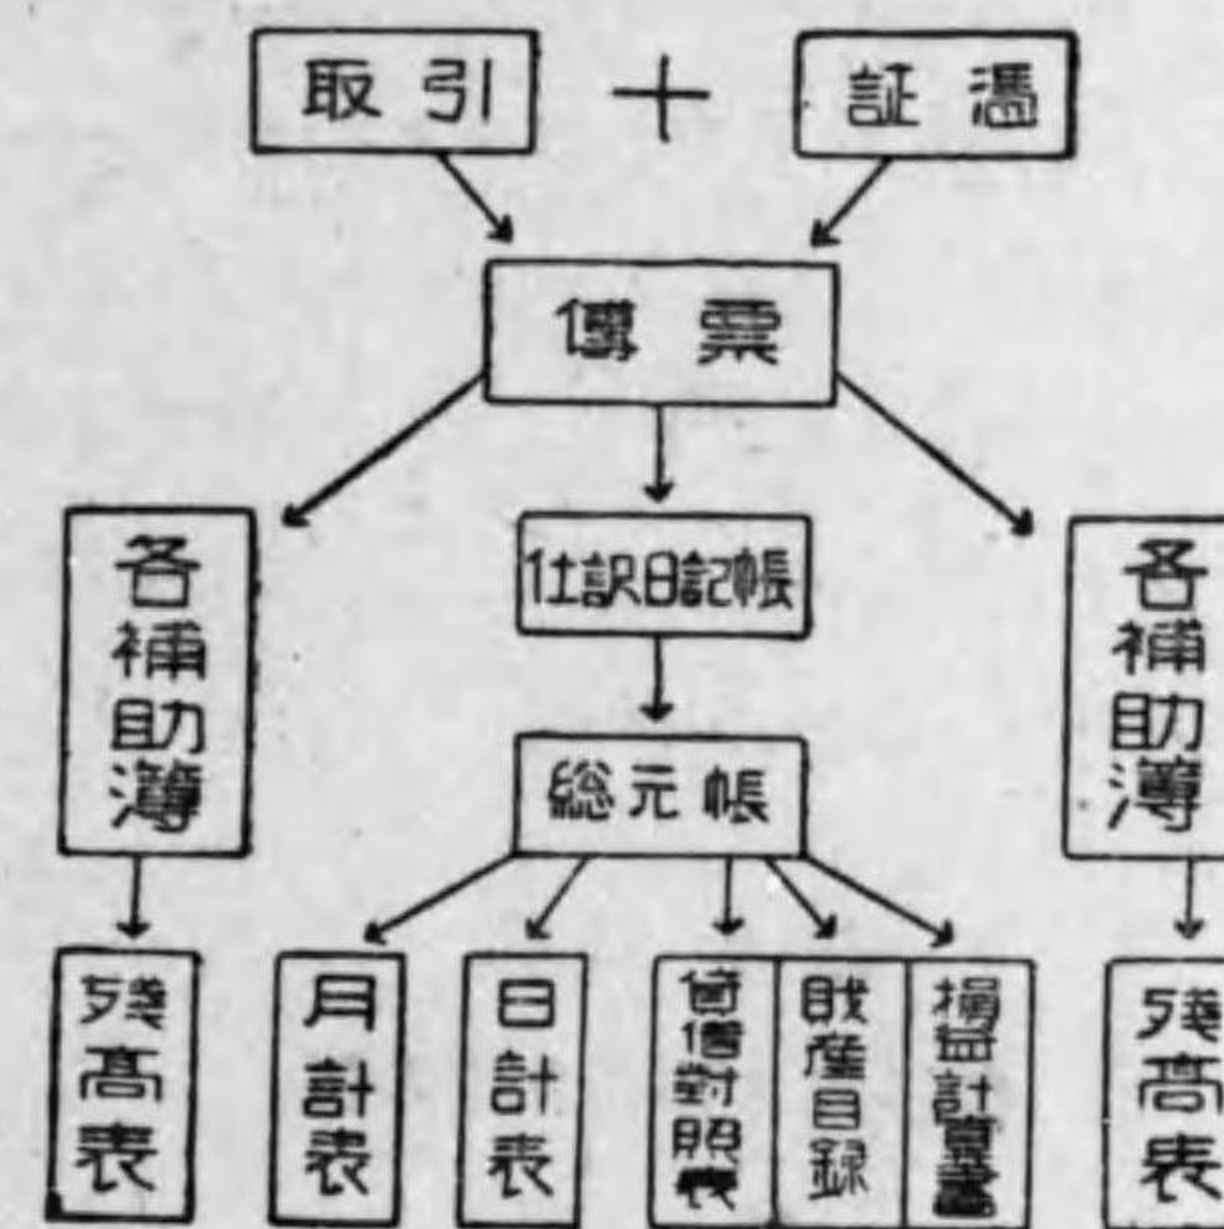 取引 + 証憑
傳票
各補助簿
仕訳日記帳
各補助簿
総元帳
殘高表
月計表
日計表
貸借對照表
財産目録
損益計算書
殘高表